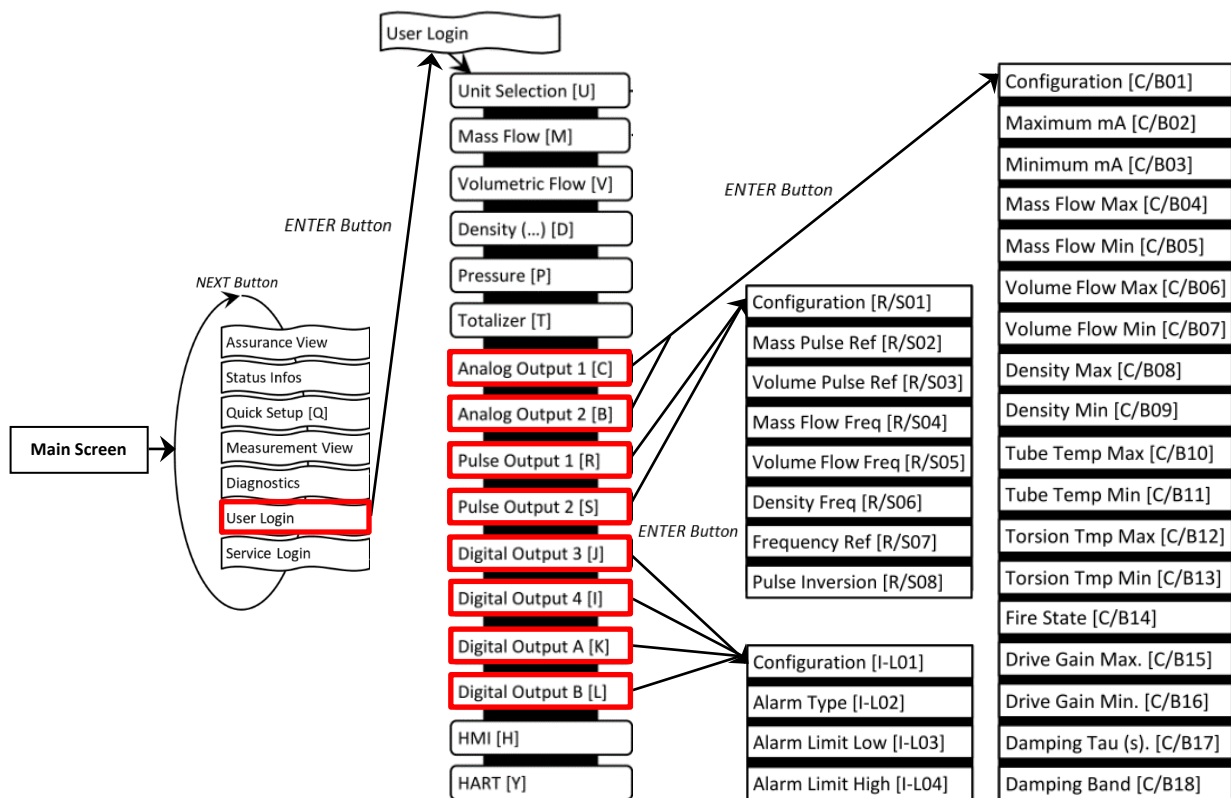 User Login
Unit Selection [U]
Mass Flow [M]
Volumetric Flow [V]
Density (...) [D]
Pressure [P]
Totalizer [T]
Analog Output 1 [C]
Analog Output 2 [B]
Pulse Output 1 [R]
Pulse Output 2 [S]
Digital Output 3 [J]
Digital Output 4 [I]
Digital Output A [K]
Digital Output B [L]
HMI [H]
HART [Y]
ENTER Button
NEXT Button
Assurance View
Status Infos
Quick Setup [Q]
Measurement View
Diagnostics
User Login
Service Login
Main Screen
ENTER Button
ENTER Button
Configuration [R/S01]
Mass Pulse Ref [R/S02]
Volume Pulse Ref [R/S03]
Mass Flow Freq [R/S04]
Volume Flow Freq [R/S05]
Density Freq [R/S06]
Frequency Ref [R/S07]
Pulse Inversion [R/S08]
Configuration [I-L01]
Alarm Type [I-L02]
Alarm Limit Low [I-L03]
Alarm Limit High [I-L04]
Configuration [C/B01]
Maximum mA [C/B02]
Minimum mA [C/B03]
Mass Flow Max [C/B04]
Mass Flow Min [C/B05]
Volume Flow Max [C/B06]
Volume Flow Min [C/B07]
Density Max [C/B08]
Density Min [C/B09]
Tube Temp Max [C/B10]
Tube Temp Min [C/B11]
Torsion Tmp Max [C/B12]
Torsion Tmp Min [C/B13]
Fire State [C/B14]
Drive Gain Max. [C/B15]
Drive Gain Min. [C/B16]
Damping Tau (s). [C/B17]
Damping Band [C/B18]